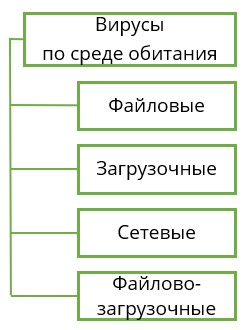 Вирусы
по среде обитания
Файловые
Загрузочные
Сетевые
Файлово-
загрузочные